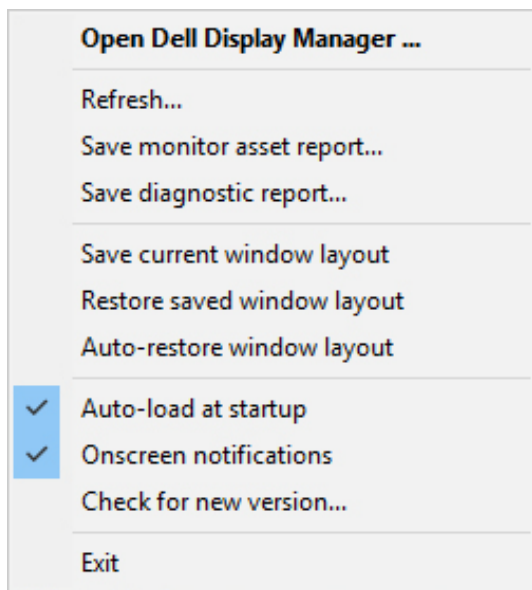 Open Dell Display Manager ...
Refresh...
Save monitor asset report...
Save diagnostic report...
Save current window layout
Restore saved window layout
Auto-restore window layout
Auto-load at startup
Onscreen notifications
Check for new version...
Exit